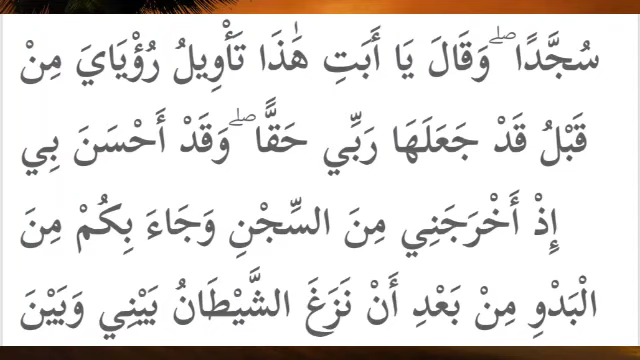 سُجَّدًا ۖ وَقَالَ يَا أَبَتِ هَٰذَا تَأْوِيلُ رُؤْيَايَ مِنْ
قَبْلُ قَدْ جَعَلَهَا رَبِّي حَقًّا ۖ وَقَدْ أَحْسَنَ بِي
إِذْ أَخْرَجَنِي مِنَ السِّجْنِ وَجَاءَ بِكُمْ مِنَ
الْبَدْوِ مِنْ بَعْدِ أَنْ نَزَغَ الشَّيْطَانُ بَيْنِي وَبَيْنَ